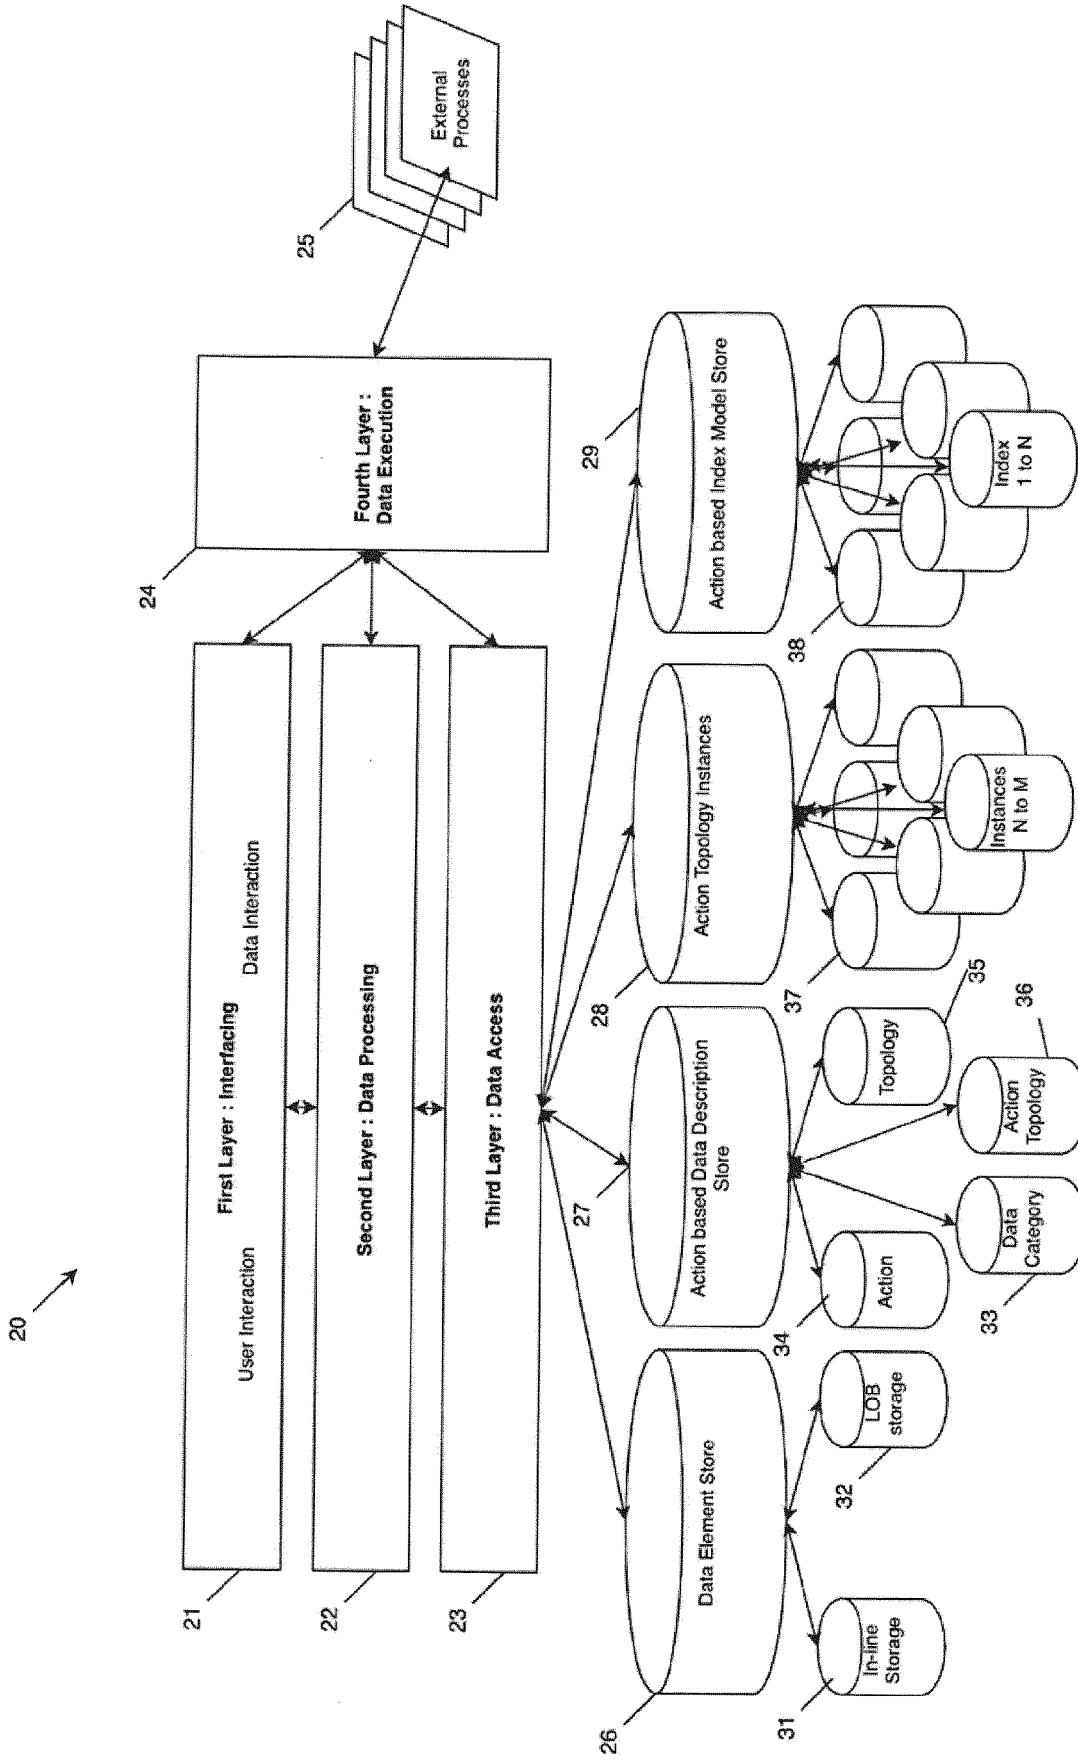 20
21
First Layer : Interfacing
User Interaction
Data Interaction
22
Second Layer : Data Processing
23
Third Layer : Data Access
24
Fourth Layer :
Data Execution
25
External
Processes
26
Data Element Store
27
Action based Data Description
Store
28
Action Topology Instances
29
Action based Index Model Store
31
In-line
Storage
32
LOB
storage
34
Action
33
Data
Category
36
Action
Topology
35
Topology
37
Instances
N to M
38
Index
1 to N